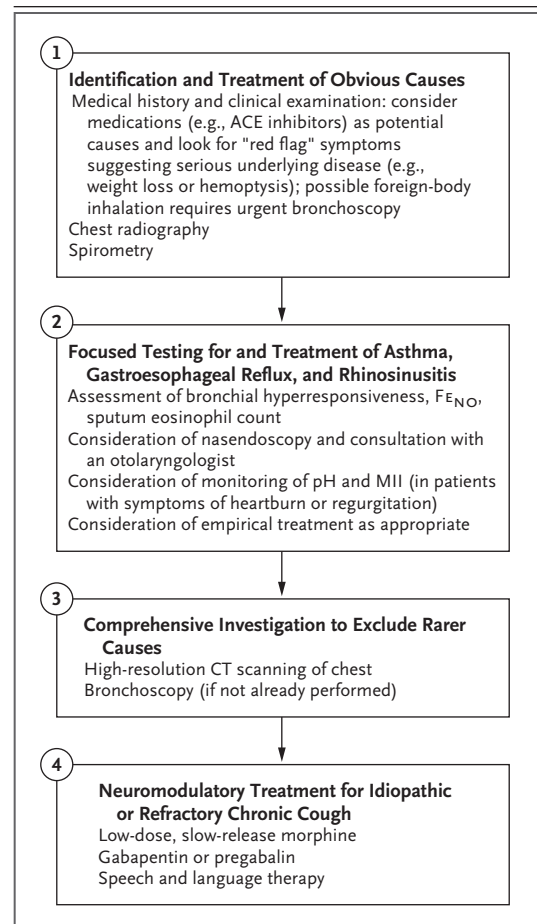 1
Identification and Treatment of Obvious Causes
Medical history and clinical examination: consider
medications (e.g., ACE inhibitors) as potential
causes and look for "red flag" symptoms
suggesting serious underlying disease (e.g.,
weight loss or hemoptysis); possible foreign-body
inhalation requires urgent bronchoscopy
Chest radiography
Spirometry
2
Focused Testing for and Treatment of Asthma,
Gastroesophageal Reflux, and Rhinosinusitis
Assessment of bronchial hyperresponsiveness, FENO,
sputum eosinophil count
Consideration of nasendoscopy and consultation with
an otolaryngologist
Consideration of monitoring of pH and MII (in patients
with symptoms of heartburn or regurgitation)
Consideration of empirical treatment as appropriate
3
Comprehensive Investigation to Exclude Rarer
Causes
High-resolution CT scanning of chest
Bronchoscopy (if not already performed)
4
Neuromodulatory Treatment for Idiopathic
or Refractory Chronic Cough
Low-dose, slow-release morphine
Gabapentin or pregabalin
Speech and language therapy